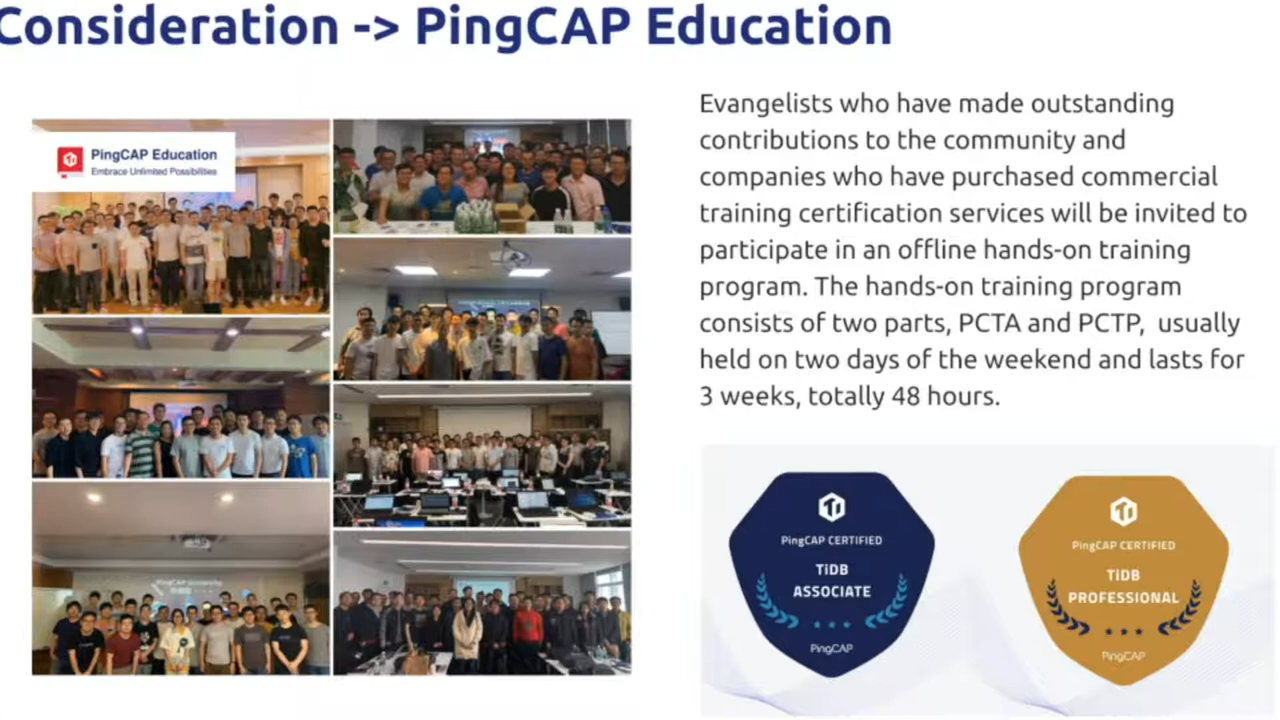 Consideration -> PingCAP Education
PingCAP Education
Embrace Unlimited Possibilities
Evangelists who have made outstanding
contributions to the community and
companies who have purchased commercial
training certification services will be invited to
participate in an offline hands-on training
program. The hands-on training program
consists of two parts, PCTA and PCTP, usually
held on two days of the weekend and lasts for
3 weeks, totally 48 hours.
PingCAP University
PingCAP CERTIFIED
TiDB
ASSOCIATE
PingCAP
PingCAP CERTIFIED
TiDB
PROFESSIONAL
PingCAP